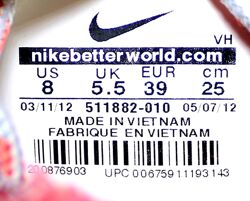 VH
nikebetterworld.com
US UK EUR cm
8 5.5 39 25
03/11/12 511882-010 05/07/12
MADE IN VIETNAM
FABRIQUE EN VIETNAM
200876903 UPC 00675911193143